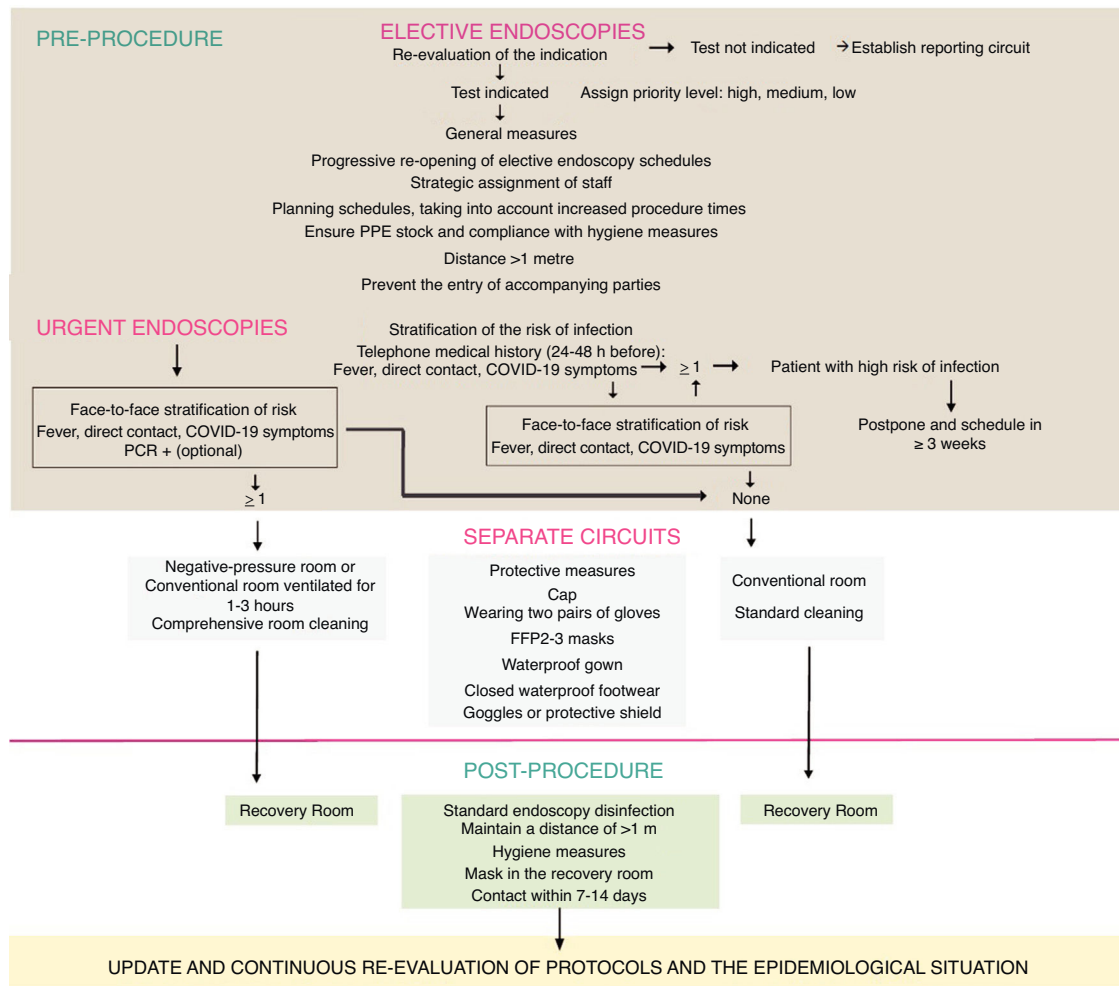 PRE-PROCEDURE
ELECTIVE ENDOSCOPIES
Re-evaluation of the indication
Test not indicated
Establish reporting circuit
Test indicated
Assign priority level: high, medium, low
General measures
Progressive re-opening of elective endoscopy schedules
Strategic assignment of staff
Planning schedules, taking into account increased procedure times
Ensure PPE stock and compliance with hygiene measures
Distance >1 metre
Prevent the entry of accompanying parties
URGENT ENDOSCOPIES
Stratification of the risk of infection
Telephone medical history (24-48 h before):
Fever, direct contact, COVID-19 symptoms
≥ 1
Patient with high risk of infection
Face-to-face stratification of risk
Fever, direct contact, COVID-19 symptoms
PCR + (optional)
Face-to-face stratification of risk
Fever, direct contact, COVID-19 symptoms
Postpone and schedule in
≥ 3 weeks
≥ 1
None
SEPARATE CIRCUITS
Negative-pressure room or
Conventional room ventilated for
1-3 hours
Comprehensive room cleaning
Protective measures
Cap
Wearing two pairs of gloves
FFP2-3 masks
Waterproof gown
Closed waterproof footwear
Goggles or protective shield
Conventional room
Standard cleaning
POST-PROCEDURE
Recovery Room
Standard endoscopy disinfection
Maintain a distance of >1 m
Hygiene measures
Mask in the recovery room
Contact within 7-14 days
Recovery Room
UPDATE AND CONTINUOUS RE-EVALUATION OF PROTOCOLS AND THE EPIDEMIOLOGICAL SITUATION